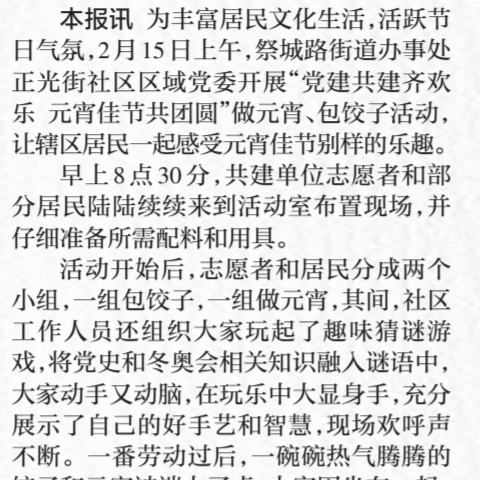 本报讯 为丰富居民文化生活，活跃节
日气氛，2月15日上午，祭城路街道办事处
正光街社区区域党委开展“党建共建齐欢
乐 元宵佳节共团圆”做元宵、包饺子活动，
让辖区居民一起感受元宵佳节别样的乐趣。
早上8点30分，共建单位志愿者和部
分居民陆陆续续来到活动室布置现场，并
仔细准备所需配料和用具。
活动开始后，志愿者和居民分成两个
小组，一组包饺子，一组做元宵，其间，社区
工作人员还组织大家玩起了趣味猜谜游
戏，将党史和冬奥会相关知识融入谜语中，
大家动手又动脑，在玩乐中大显身手，充分
展示了自己的好手艺和智慧，现场欢呼声
不断。一番劳动过后，一碗碗热气腾腾的